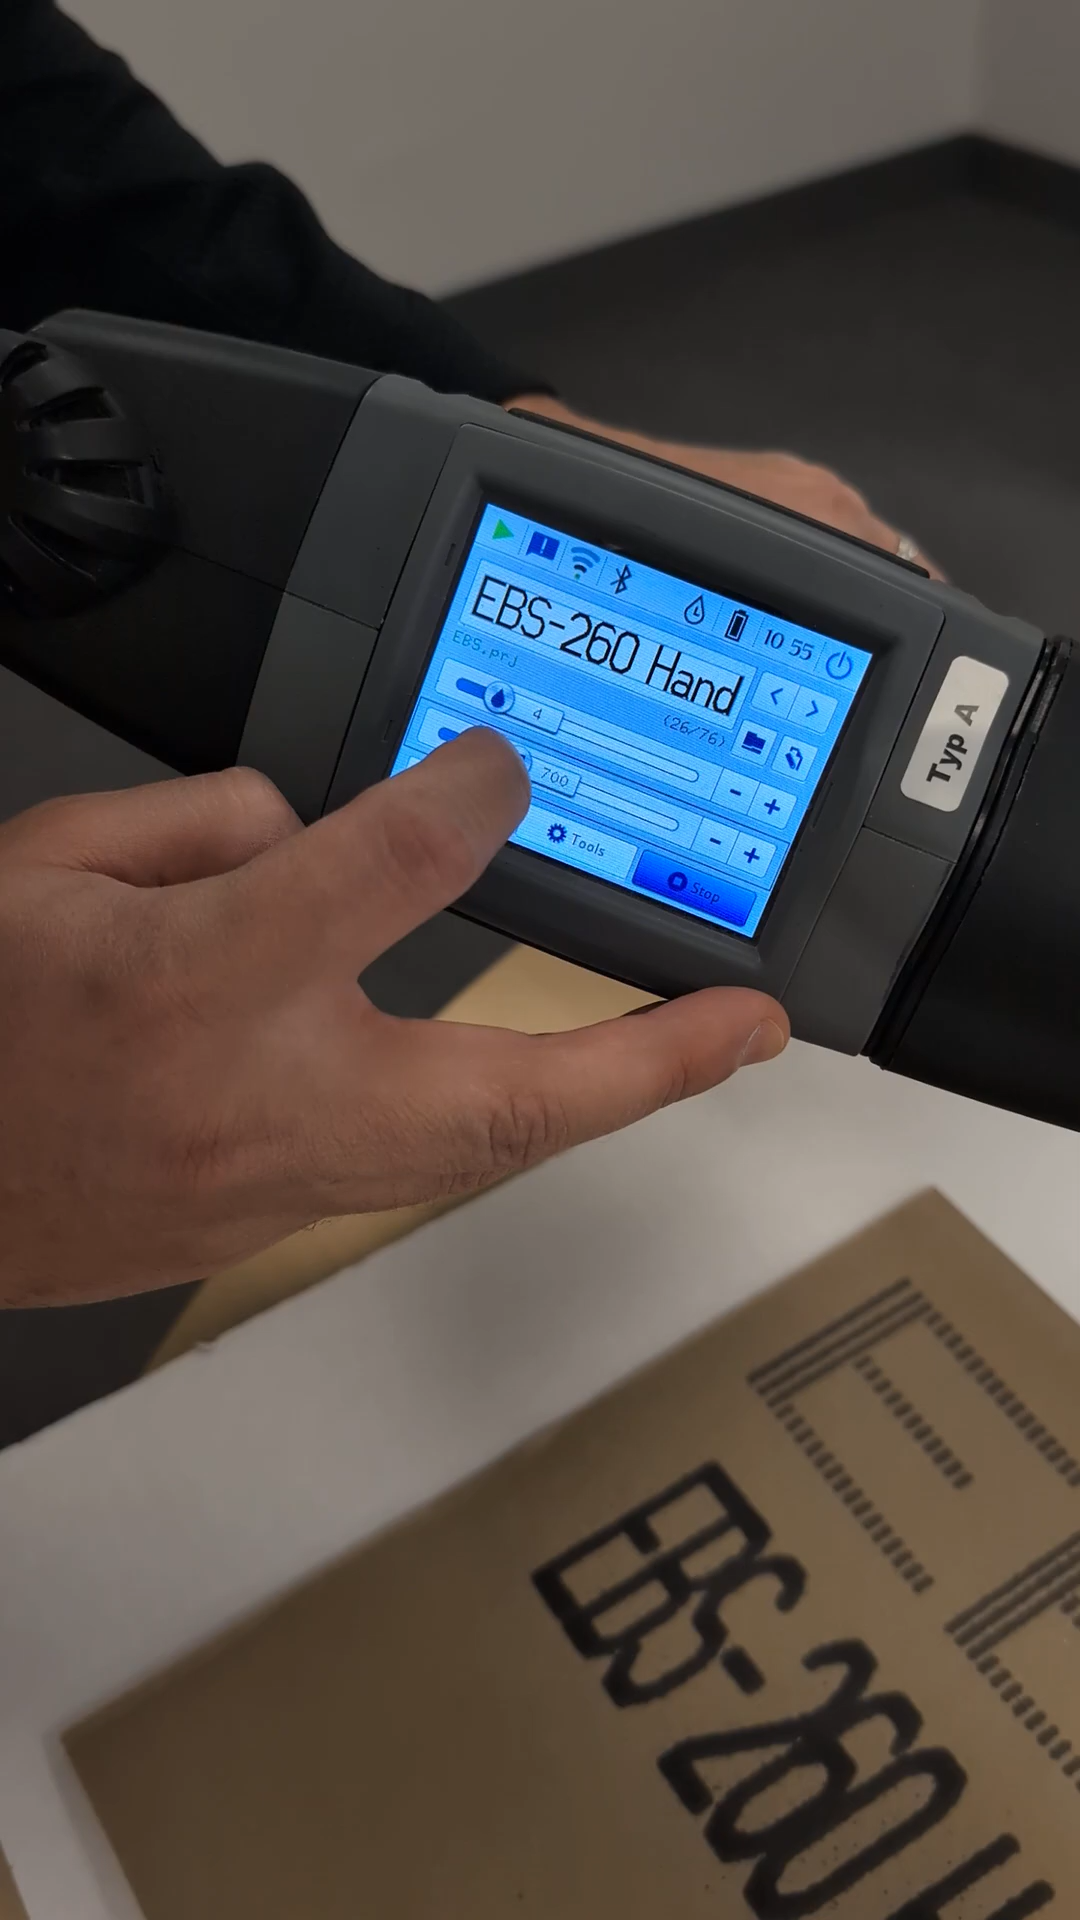 10 55
EBS-260 Hand
EBS.prj
(26/76)
4
700
- +
- +
Tools
Stop
Typ A
E
EBS-260 H